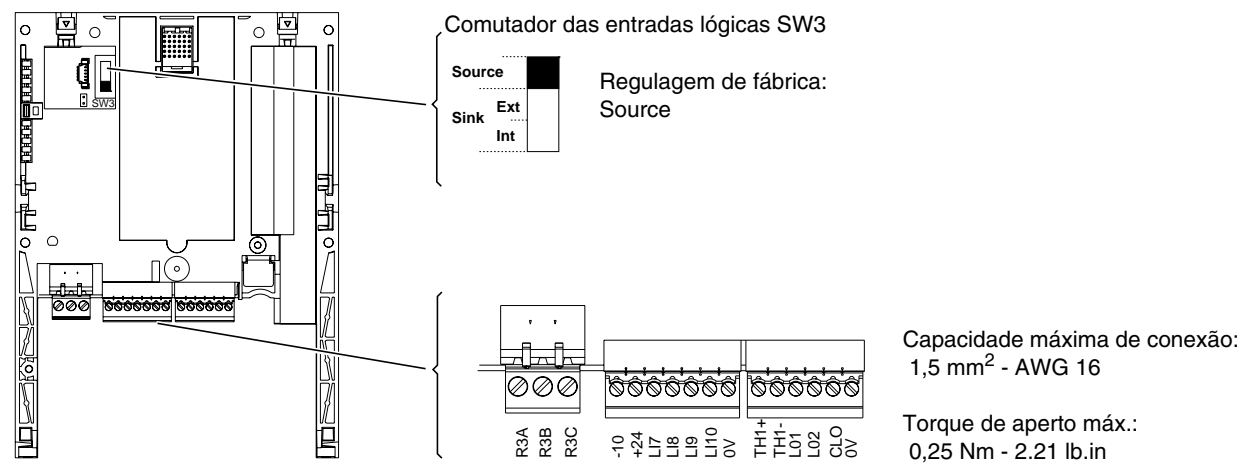 Comutador das entradas lógicas SW3
Source
Sink
Ext
Int
Regulagem de fábrica:
Source
SW3
R3A
R3B
R3C
-10
+24
LI7
LI8
LI9
LI10
0V
TH1+
TH1-
L01
L02
CLO
0V
Capacidade máxima de conexão:
1,5 mm² - AWG 16
Torque de aperto máx.:
0,25 Nm - 2.21 lb.in